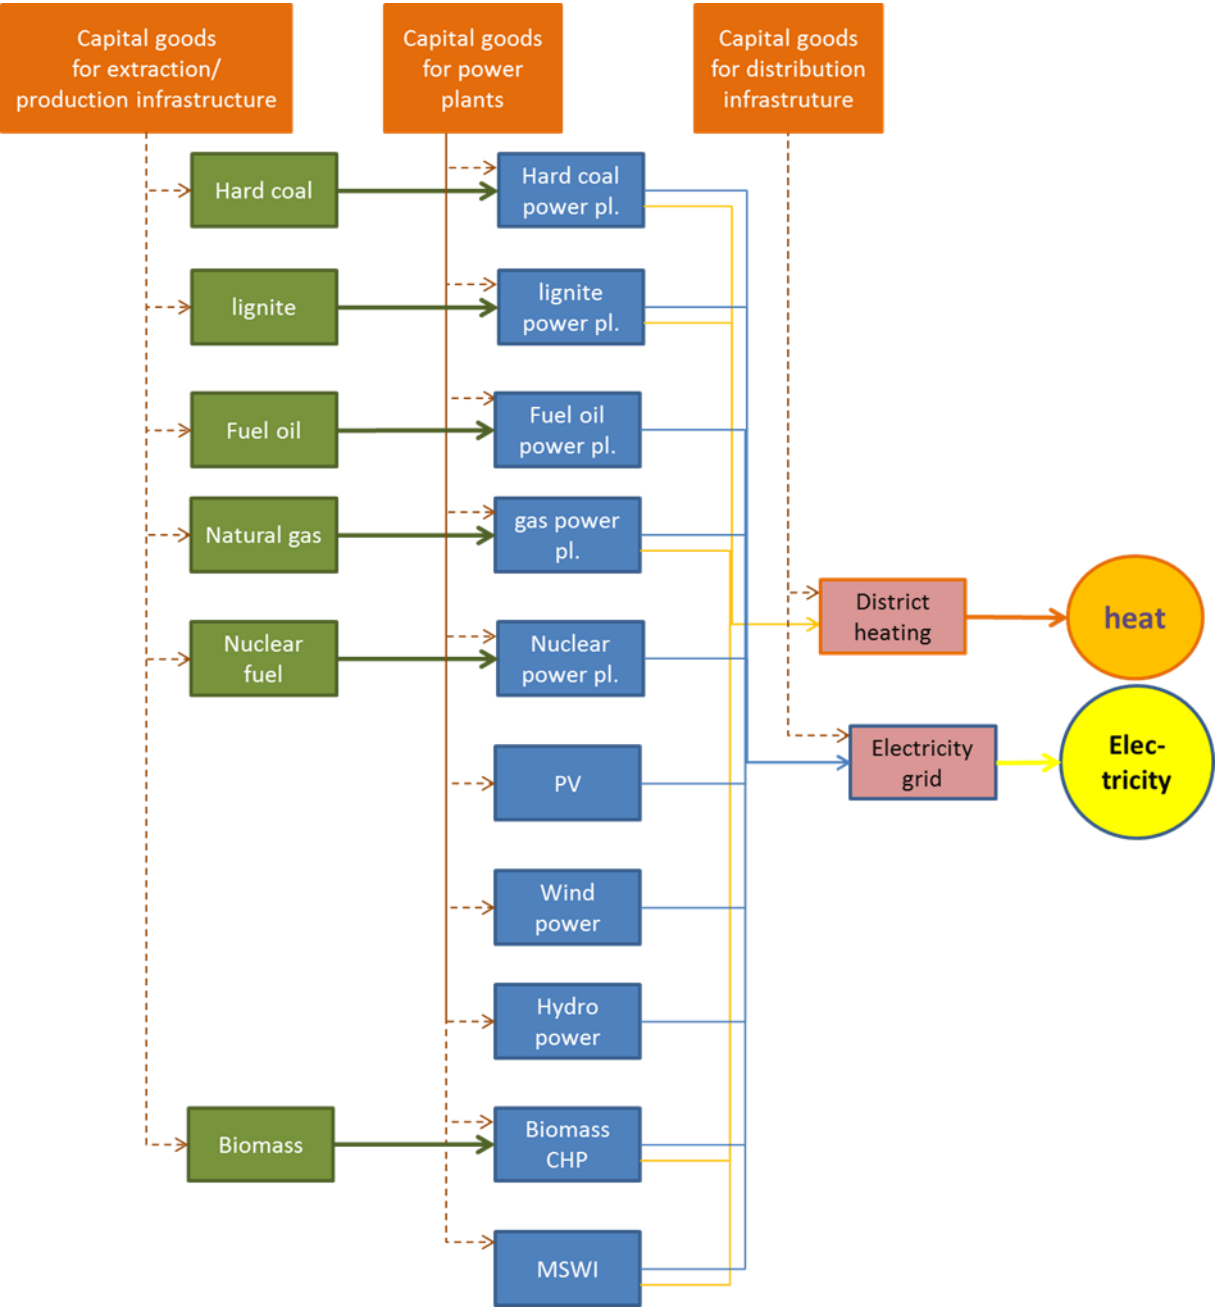 Capital goods
for extraction/
production infrastructure
Capital goods
for power
plants
Capital goods
for distribution
infrastruture
Hard coal
Hard coal
power pl.
lignite
lignite
power pl.
Fuel oil
Fuel oil
power pl.
Natural gas
gas power
pl.
District
heating
heat
Nuclear
fuel
Nuclear
power pl.
Electricity
grid
Elec-
tricity
PV
Wind
power
Hydro
power
Biomass
Biomass
CHP
MSWI